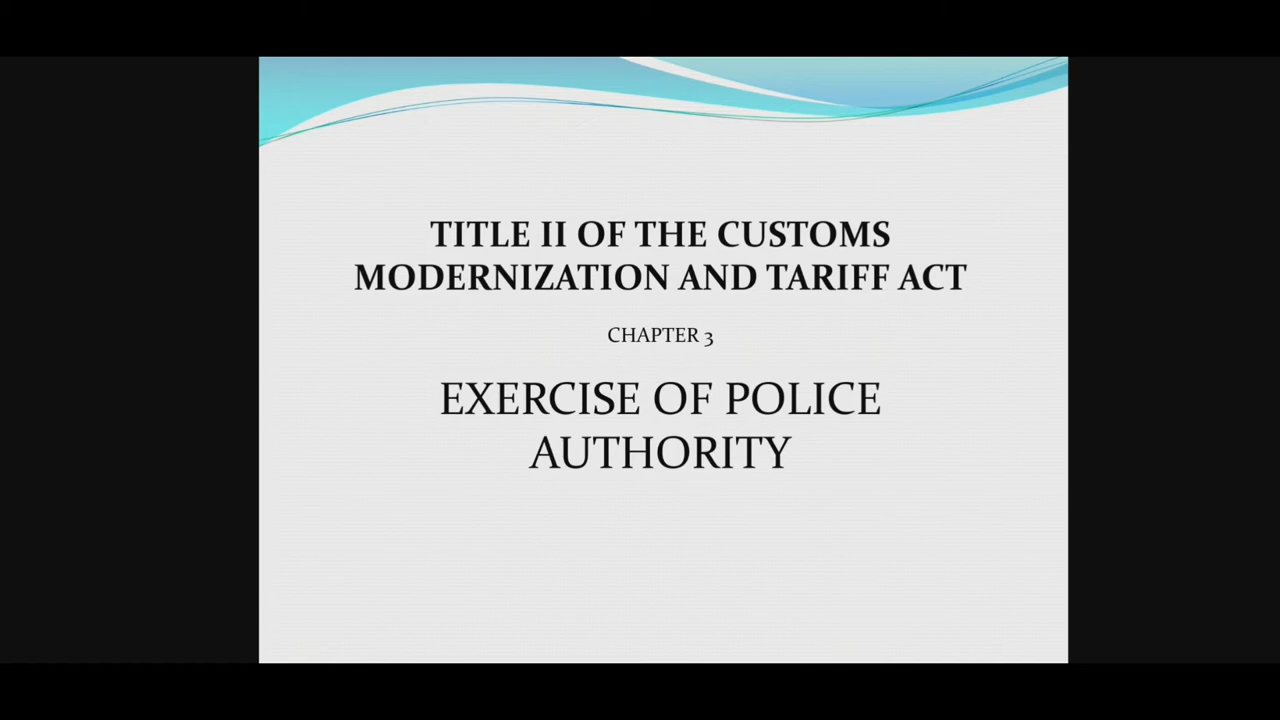 TITLE II OF THE CUSTOMS
MODERNIZATION AND TARIFF ACT
CHAPTER 3
EXERCISE OF POLICE
AUTHORITY